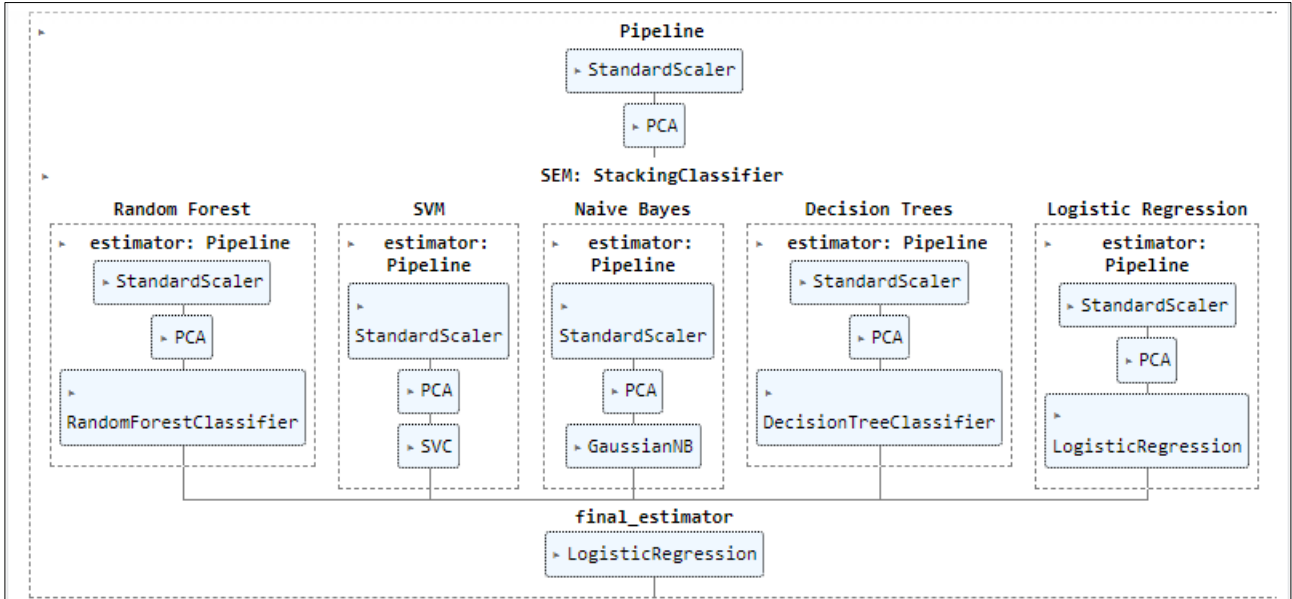 Pipeline
StandardScaler
PCA
SEM: StackingClassifier
Random Forest
estimator: Pipeline
StandardScaler
PCA
RandomForestClassifier
SVM
estimator:
Pipeline
StandardScaler
PCA
SVC
Naive Bayes
estimator:
Pipeline
StandardScaler
PCA
GaussianNB
Decision Trees
estimator: Pipeline
StandardScaler
PCA
DecisionTreeClassifier
Logistic Regression
estimator:
Pipeline
StandardScaler
PCA
LogisticRegression
final_estimator
LogisticRegression